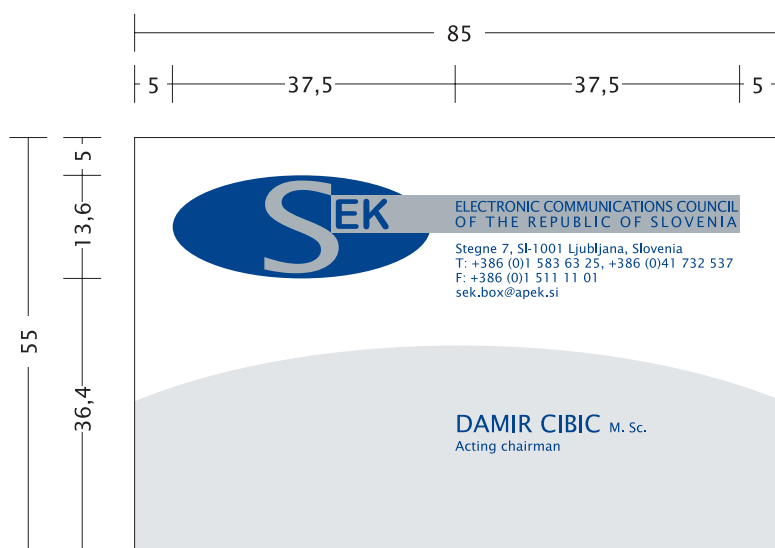 85
5 37,5 37,5 5
5
13,6
36,4
55
SEK
ELECTRONIC COMMUNICATIONS COUNCIL
OF THE REPUBLIC OF SLOVENIA
Stegne 7, SI-1001 Ljubljana, Slovenia
T: +386 (0)1 583 63 25, +386 (0)41 732 537
F: +386 (0)1 511 11 01
sek.box@apek.si
DAMIR CIBIC M. Sc.
Acting chairman